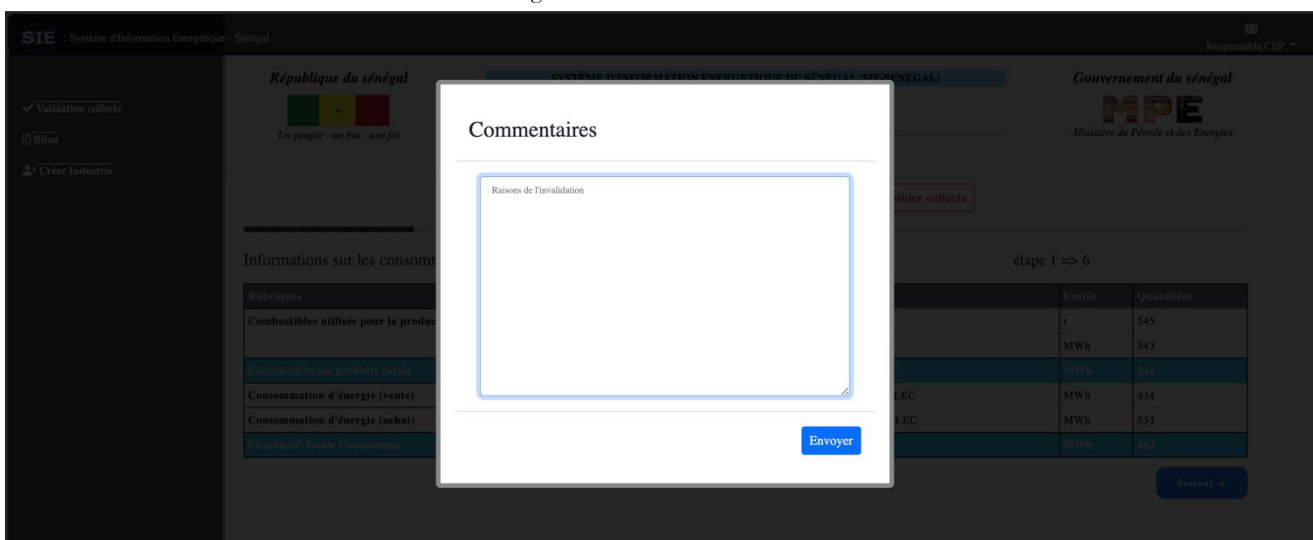 SIE : Système d'Information Energétique - Sénégal
Responsable CEP
République du sénégal
SYSTÈME D'INFORMATION ENERGETIQUE DU SÉNÉGAL (SIE-SENEGAL)
Gouvernement du sénégal
MPE
Un peuple - un but - une foi
Ministère du Pétrole et des Energies
Validation collecte
Bilan
Créer Industrie
Commentaires
Raisons de l'invalidation
Envoyer
lider collecte
Informations sur les consom
étape 1 => 6
Rubriques Unités Quantitées
Combustibles utilisés pour la produc t 545
MWh 343
Electricité brute produite totale MWh 343
Consommation d'énergie (vente) LEC MWh 434
Consommation d'énergie (achat) LEC MWh 553
Electricité Totale Consommée MWh 462
Suivant ->